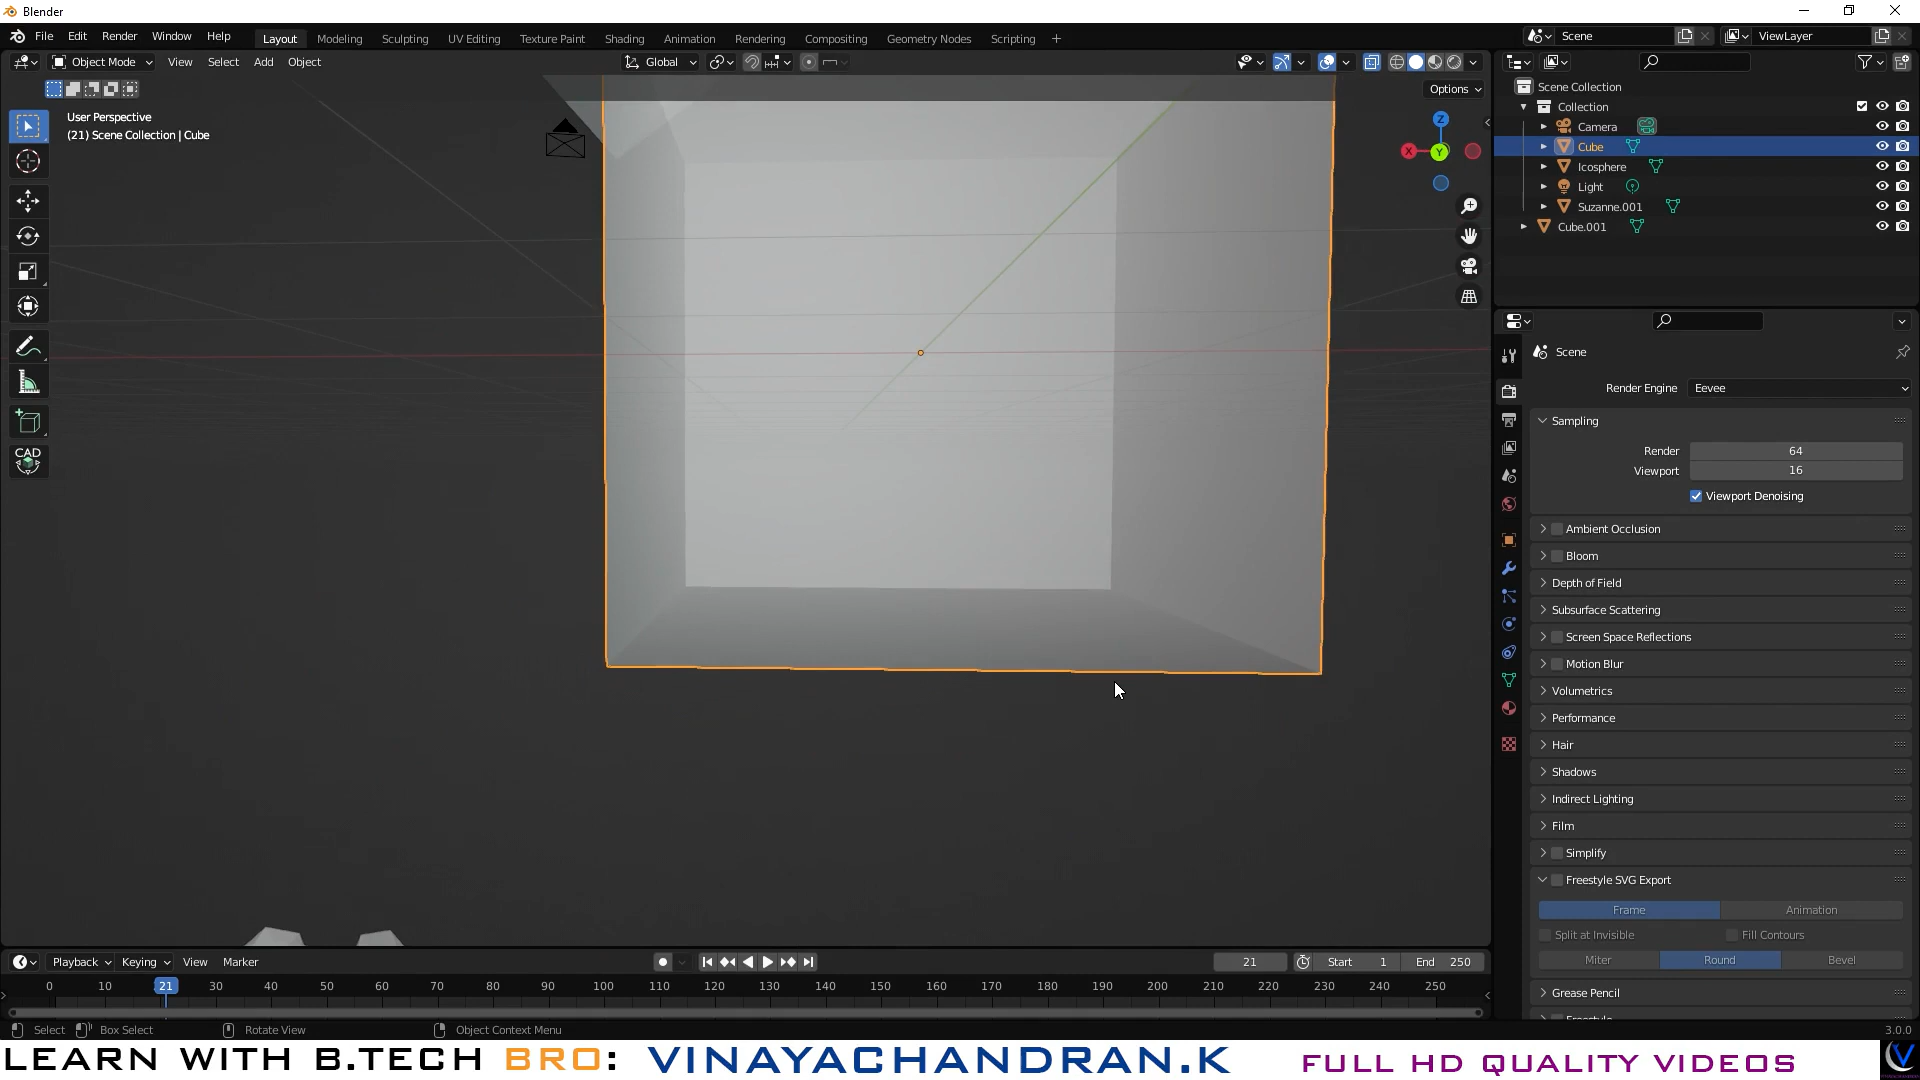 Blender
File Edit Render Window Help Layout Modeling Sculpting UV Editing Texture Paint Shading Animation Rendering Compositing Geometry Nodes Scripting + Scene ViewLayer
Object Mode View Select Add Object Global
Options
User Perspective
(21) Scene Collection | Cube
Z
X Y
CAD
Scene Collection
Collection
Camera
Cube
Icosphere
Light
Suzanne.001
Cube.001
Scene
Render Engine Eevee
Sampling
Render 64
Viewport 16
Viewport Denoising
Ambient Occlusion
Bloom
Depth of Field
Subsurface Scattering
Screen Space Reflections
Motion Blur
Volumetrics
Performance
Hair
Shadows
Indirect Lighting
Film
Simplify
Freestyle SVG Export
Frame Animation
Split at Invisible Fill Contours
Miter Round Bevel
Grease Pencil
Playback Keying View Marker 21 Start 1 End 250
0 10 21 30 40 50 60 70 80 90 100 110 120 130 140 150 160 170 180 190 200 210 220 230 240 250
Select Box Select Rotate View Object Context Menu 3.0.0
LEARN WITH B.TECH BRO: VINAYACHANDRAN.K FULL HD QUALITY VIDEOS